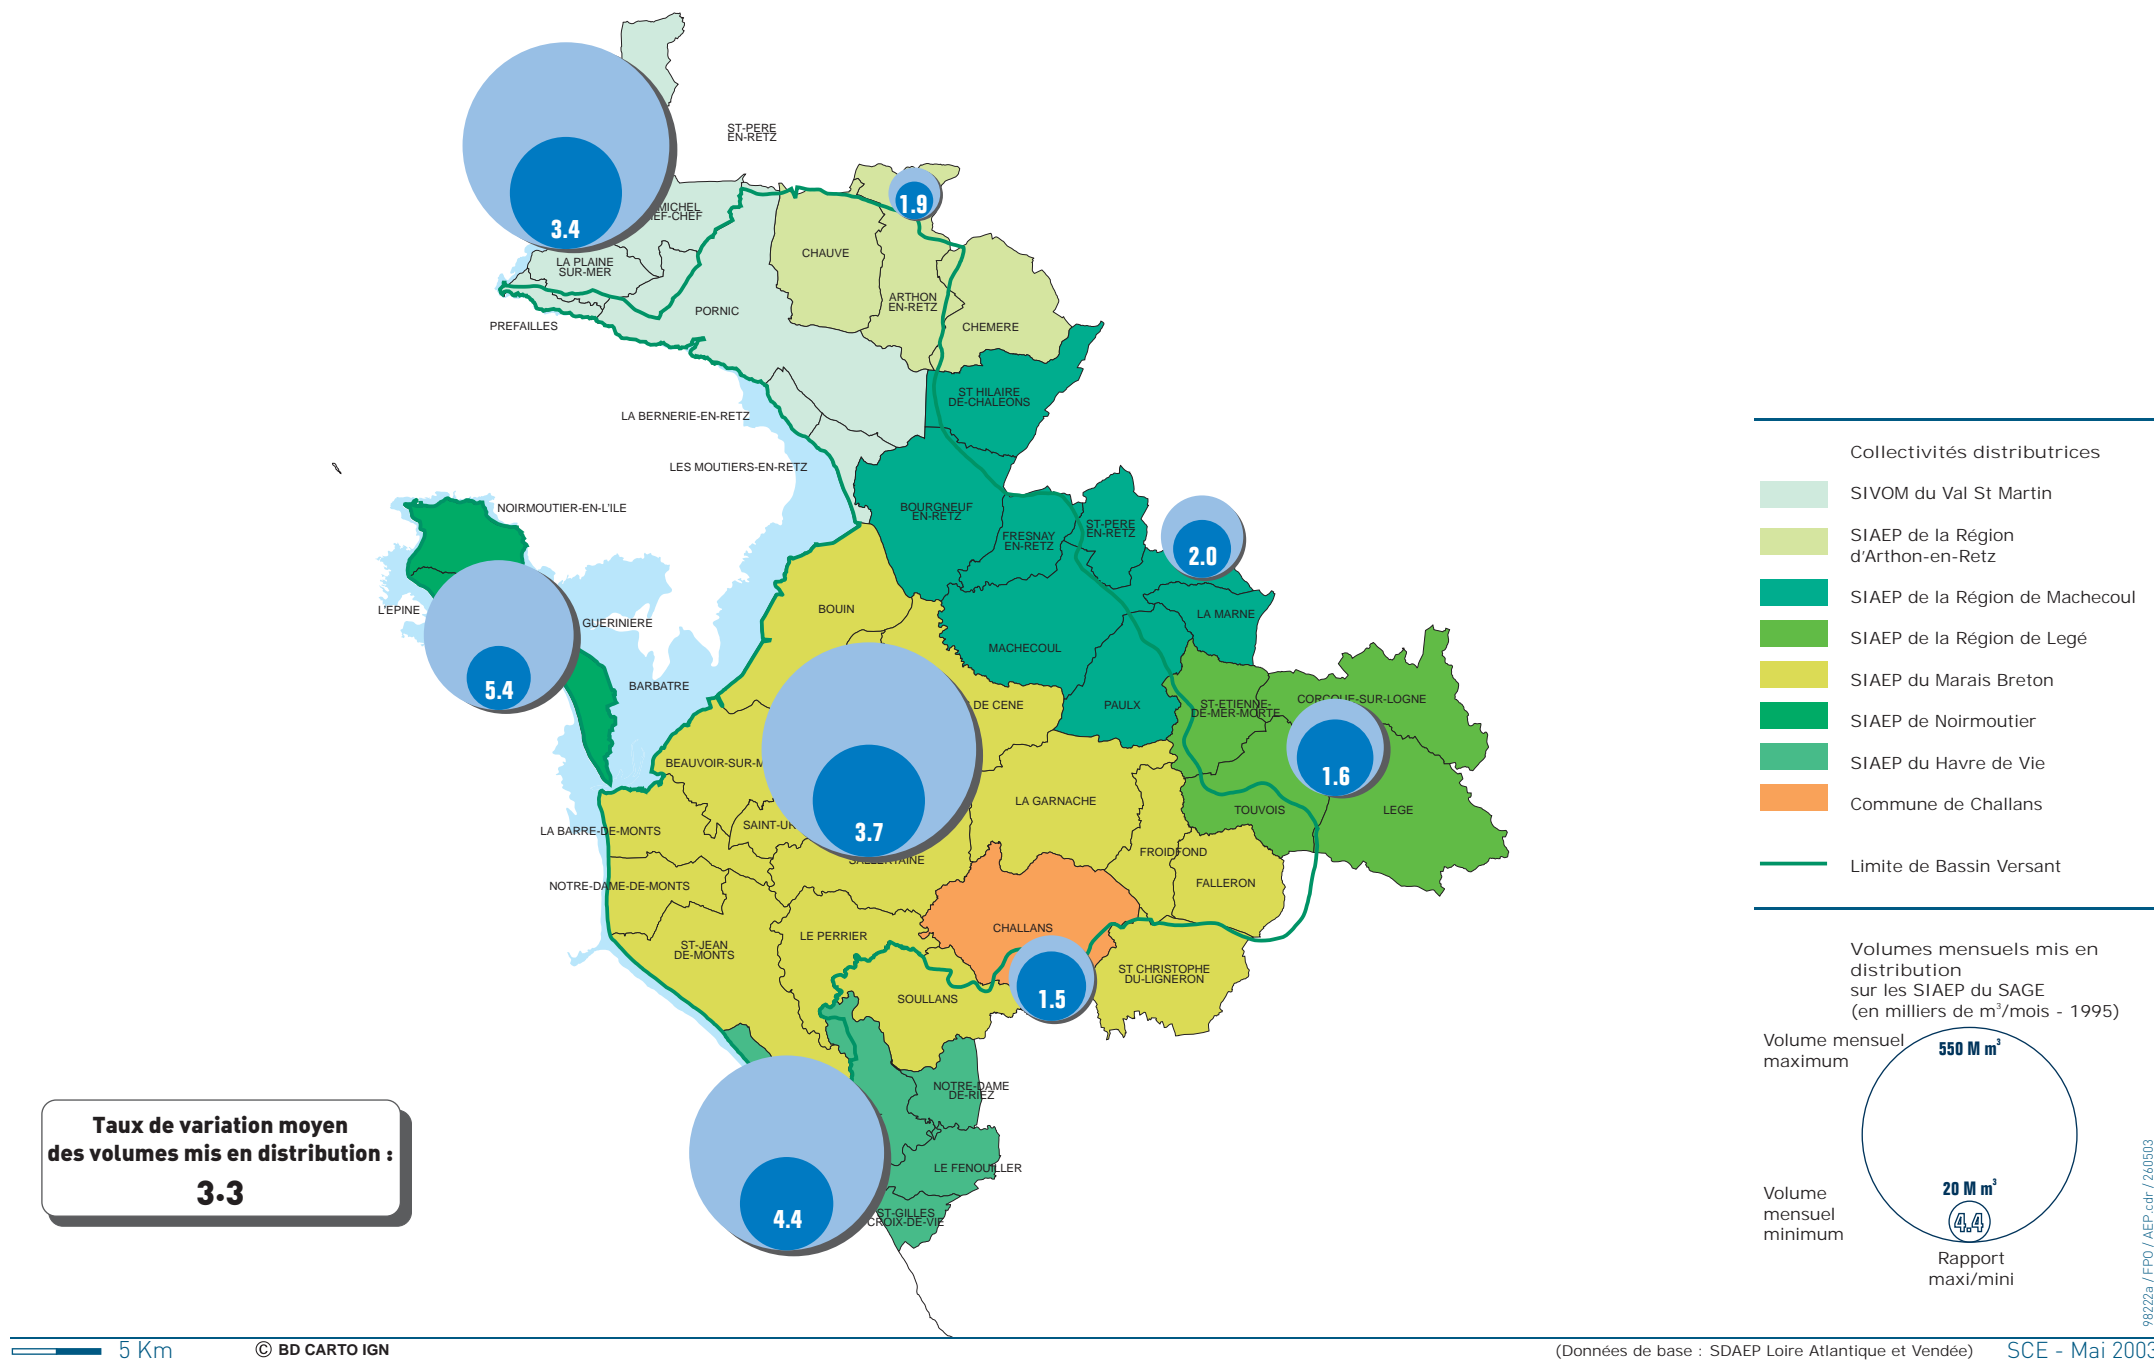 ST-PERE
EN-RETZ
MICHEL
EF-CHEF
3.4
1.9
LA PLAINE
SUR-MER
CHAUVE
ARTHON
EN-RETZ
PORNIC
PREFAILLES
CHEMERE
ST HILAIRE
DE-CHALEONS
LA BERNERIE-EN-RETZ
LES MOUTIERS-EN-RETZ
NOIRMOUTIER-EN-L'ILE
BOURGNEUF
EN-RETZ
FRESNAY
EN-RETZ
ST-PERE
EN-RETZ
2.0
L'EPINE
GUERINIERE
BOUIN
LA MARNE
MACHECOUL
5.4
BARBATRE
DE CENE
PAULX
ST-ETIENNE-
DE-MER-MORTE
CORCOUE-SUR-LOGNE
BEAUVOIR-SUR-M
1.6
LA GARNACHE
TOUVOIS
LEGE
LA BARRE-DE-MONTS
SAINT-UR
3.7
SALLERTAINE
FROIDFOND
NOTRE-DAME-DE-MONTS
FALLERON
CHALLANS
LE PERRIER
ST-JEAN
DE-MONTS
ST CHRISTOPHE
DU-LIGNERON
SOULLANS
1.5
NOTRE-DAME
DE-RIEZ
LE FENOUILLER
4.4
ST-GILLES
CROIX-DE-VIE
Taux de variation moyen
des volumes mis en distribution :
3.3
Collectivités distributrices
SIVOM du Val St Martin
SIAEP de la Région
d'Arthon-en-Retz
SIAEP de la Région de Machecoul
SIAEP de la Région de Legé
SIAEP du Marais Breton
SIAEP de Noirmoutier
SIAEP du Havre de Vie
Commune de Challans
Limite de Bassin Versant
Volumes mensuels mis en
distribution
sur les SIAEP du SAGE
(en milliers de m³/mois - 1995)
Volume mensuel
maximum
550 M m³
20 M m³
Volume
mensuel
minimum
4.4
Rapport
maxi/mini
98222a / FPO / AEP.cdr / 260503
5 Km
© BD CARTO IGN
(Données de base : SDAEP Loire Atlantique et Vendée)
SCE - Mai 2003